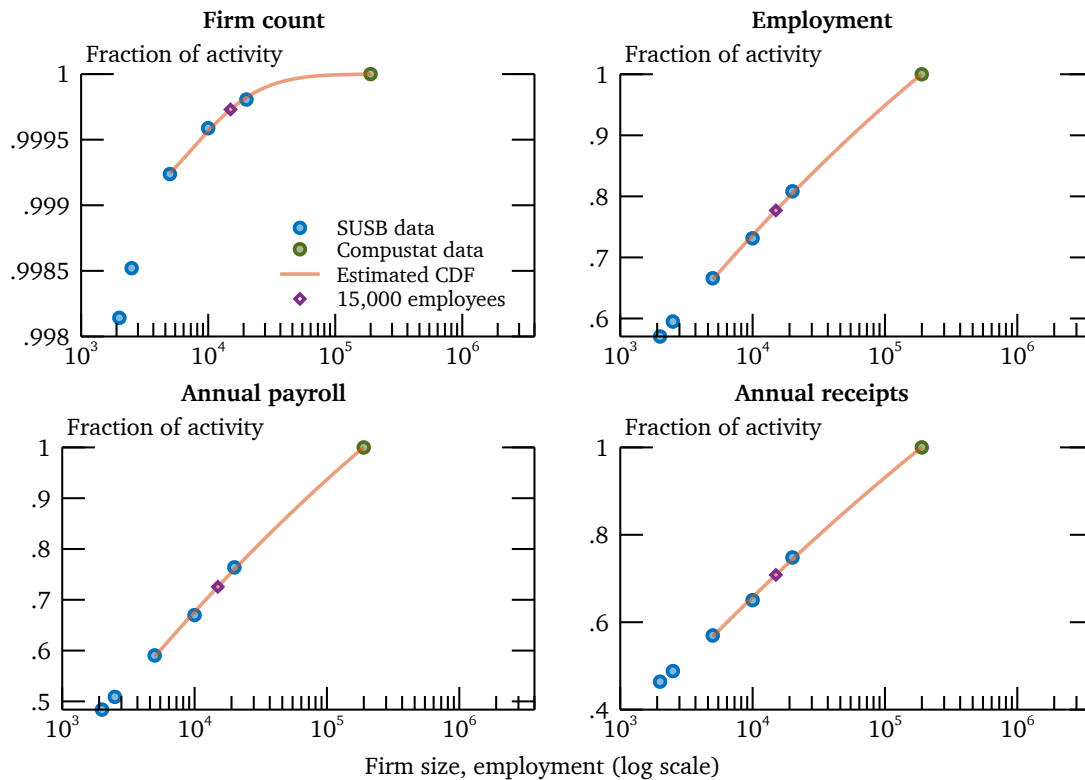 Firm count
Fraction of activity
1
.9995
.999
.9985
.998
10³ 10⁴ 10⁵ 10⁶
SUSB data
Compustat data
Estimated CDF
15,000 employees
Employment
Fraction of activity
1
.9
.8
.7
.6
10³ 10⁴ 10⁵ 10⁶
Annual payroll
Fraction of activity
1
.9
.8
.7
.6
.5
10³ 10⁴ 10⁵ 10⁶
Annual receipts
Fraction of activity
1
.8
.6
.4
10³ 10⁴ 10⁵ 10⁶
Firm size, employment (log scale)